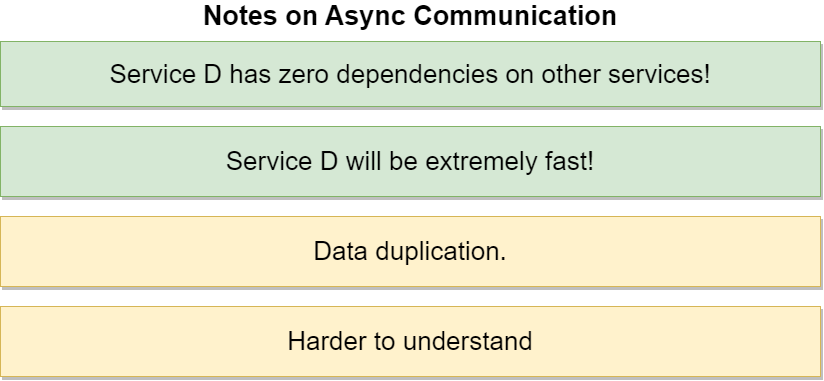 Notes on Async Communication
Service D has zero dependencies on other services!
Service D will be extremely fast!
Data duplication.
Harder to understand